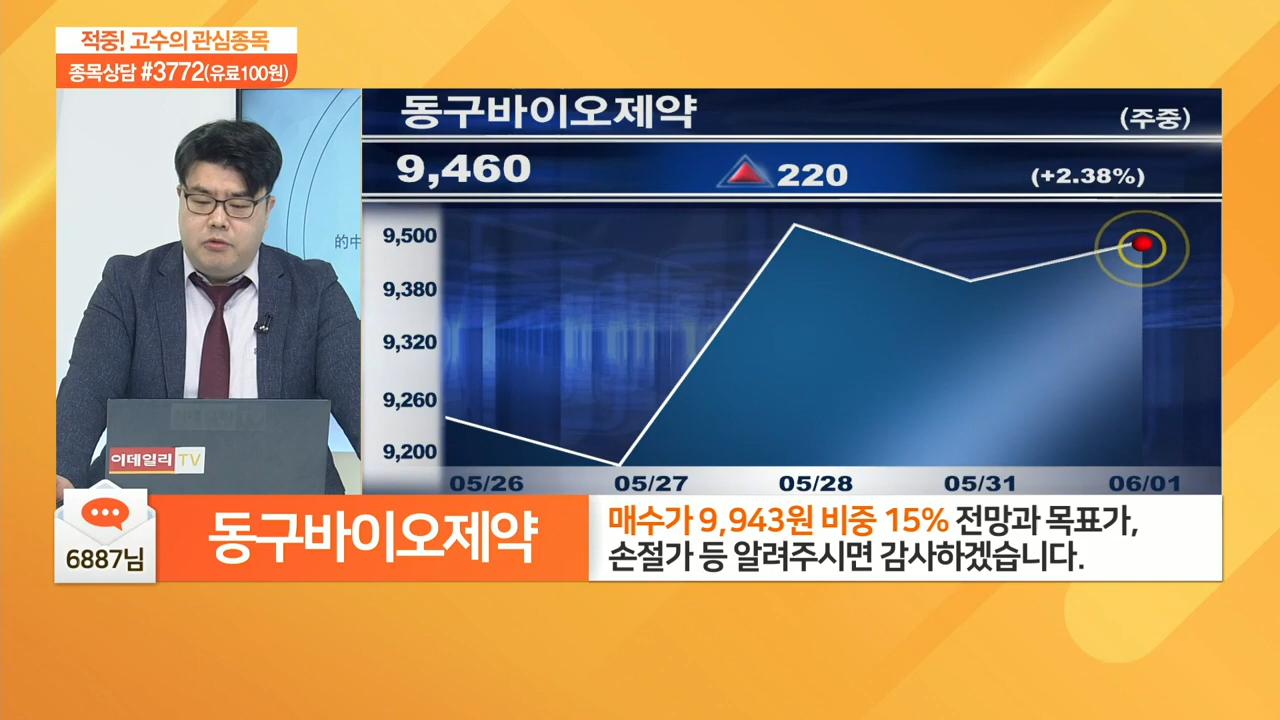 적중! 고수의 관심종목
종목상담 #3772(유료100원)
的中
동구바이오제약
(주중)
9,460
220
(+2.38%)
9,500
9,380
9,320
9,260
9,200
05/26
05/27
05/28
05/31
06/01
이데일리 TV
6887님
동구바이오제약
매수가 9,943원 비중 15% 전망과 목표가,
손절가 등 알려주시면 감사하겠습니다.